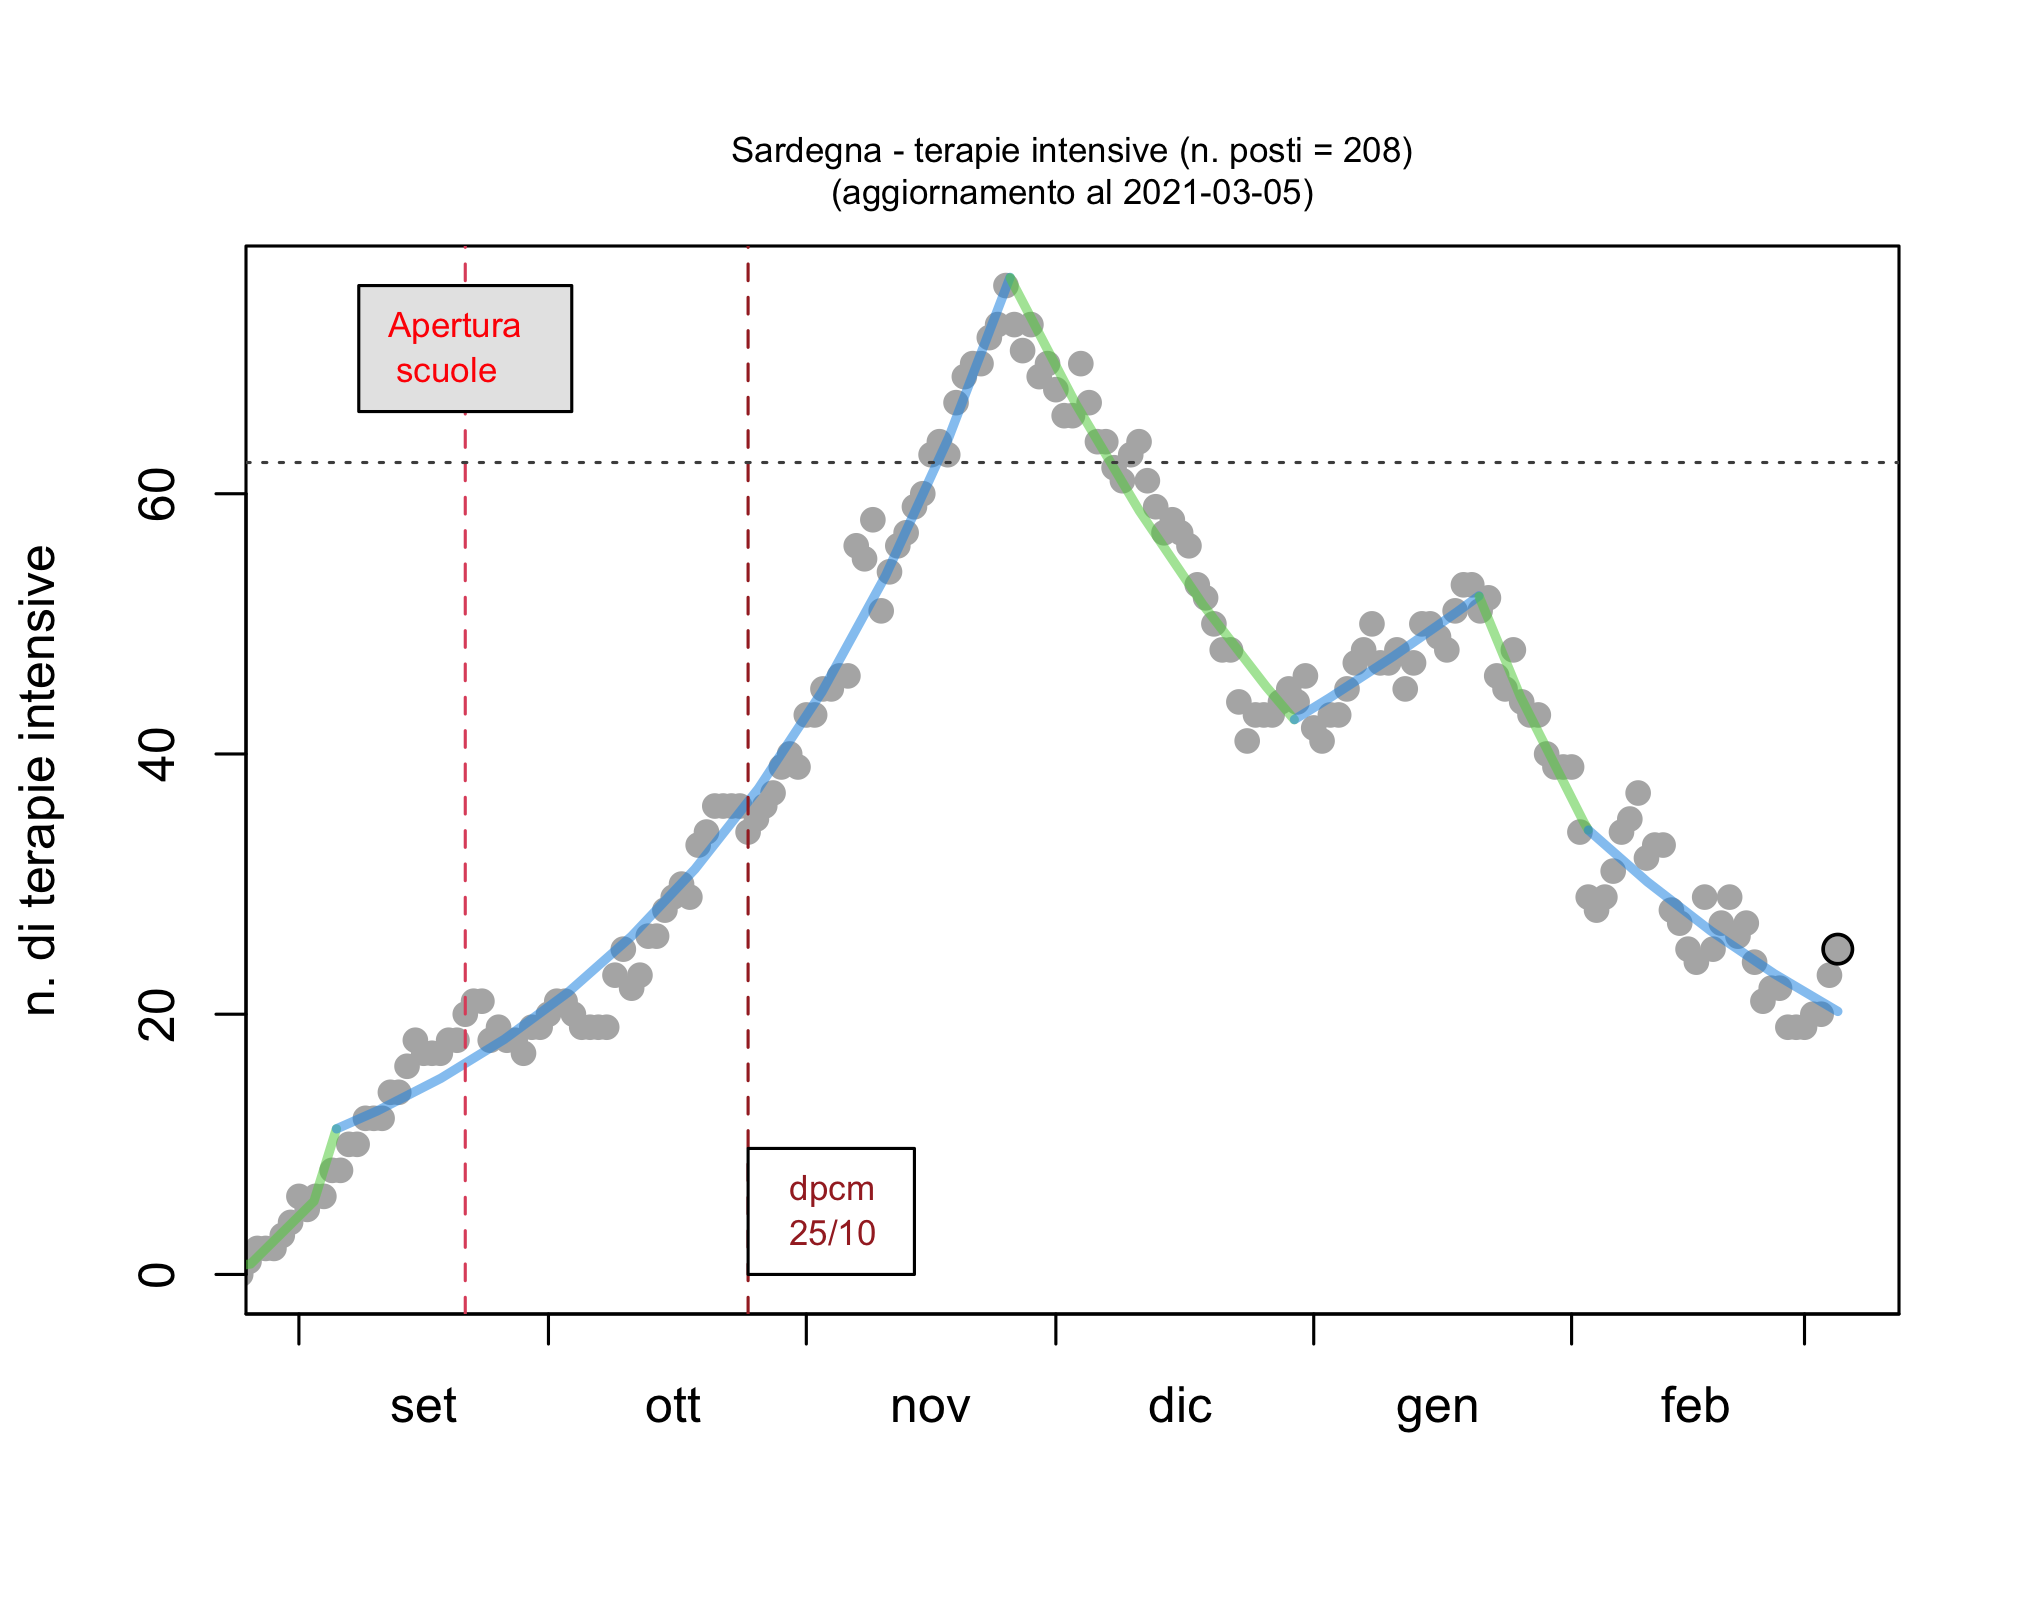 Sardegna - terapie intensive (n. posti = 208)
(aggiornamento al 2021-03-05)
Apertura
scuole
n. di terapie intensive
60
40
20
0
dpcm
25/10
set
ott
nov
dic
gen
feb